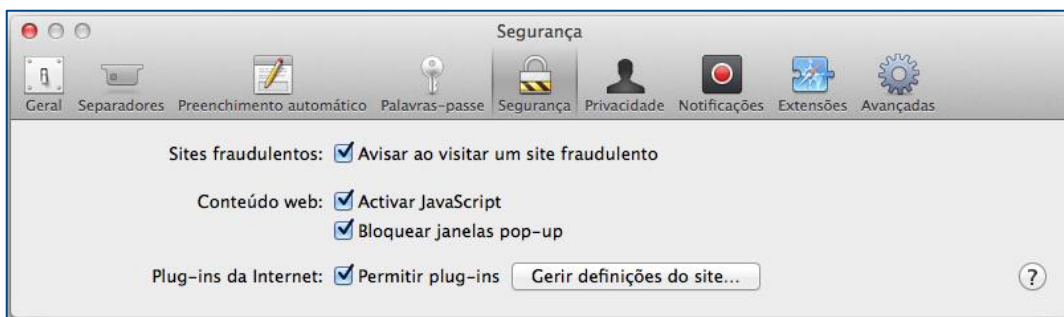 Segurança
Geral Separadores Preenchimento automático Palavras-passe Segurança Privacidade Notificações Extensões Avançadas
Sites fraudulentos: Avisar ao visitar um site fraudulento
Conteúdo web: Activar JavaScript
Bloquear janelas pop-up
Plug-ins da Internet: Permitir plug-ins Gerir definições do site... ?